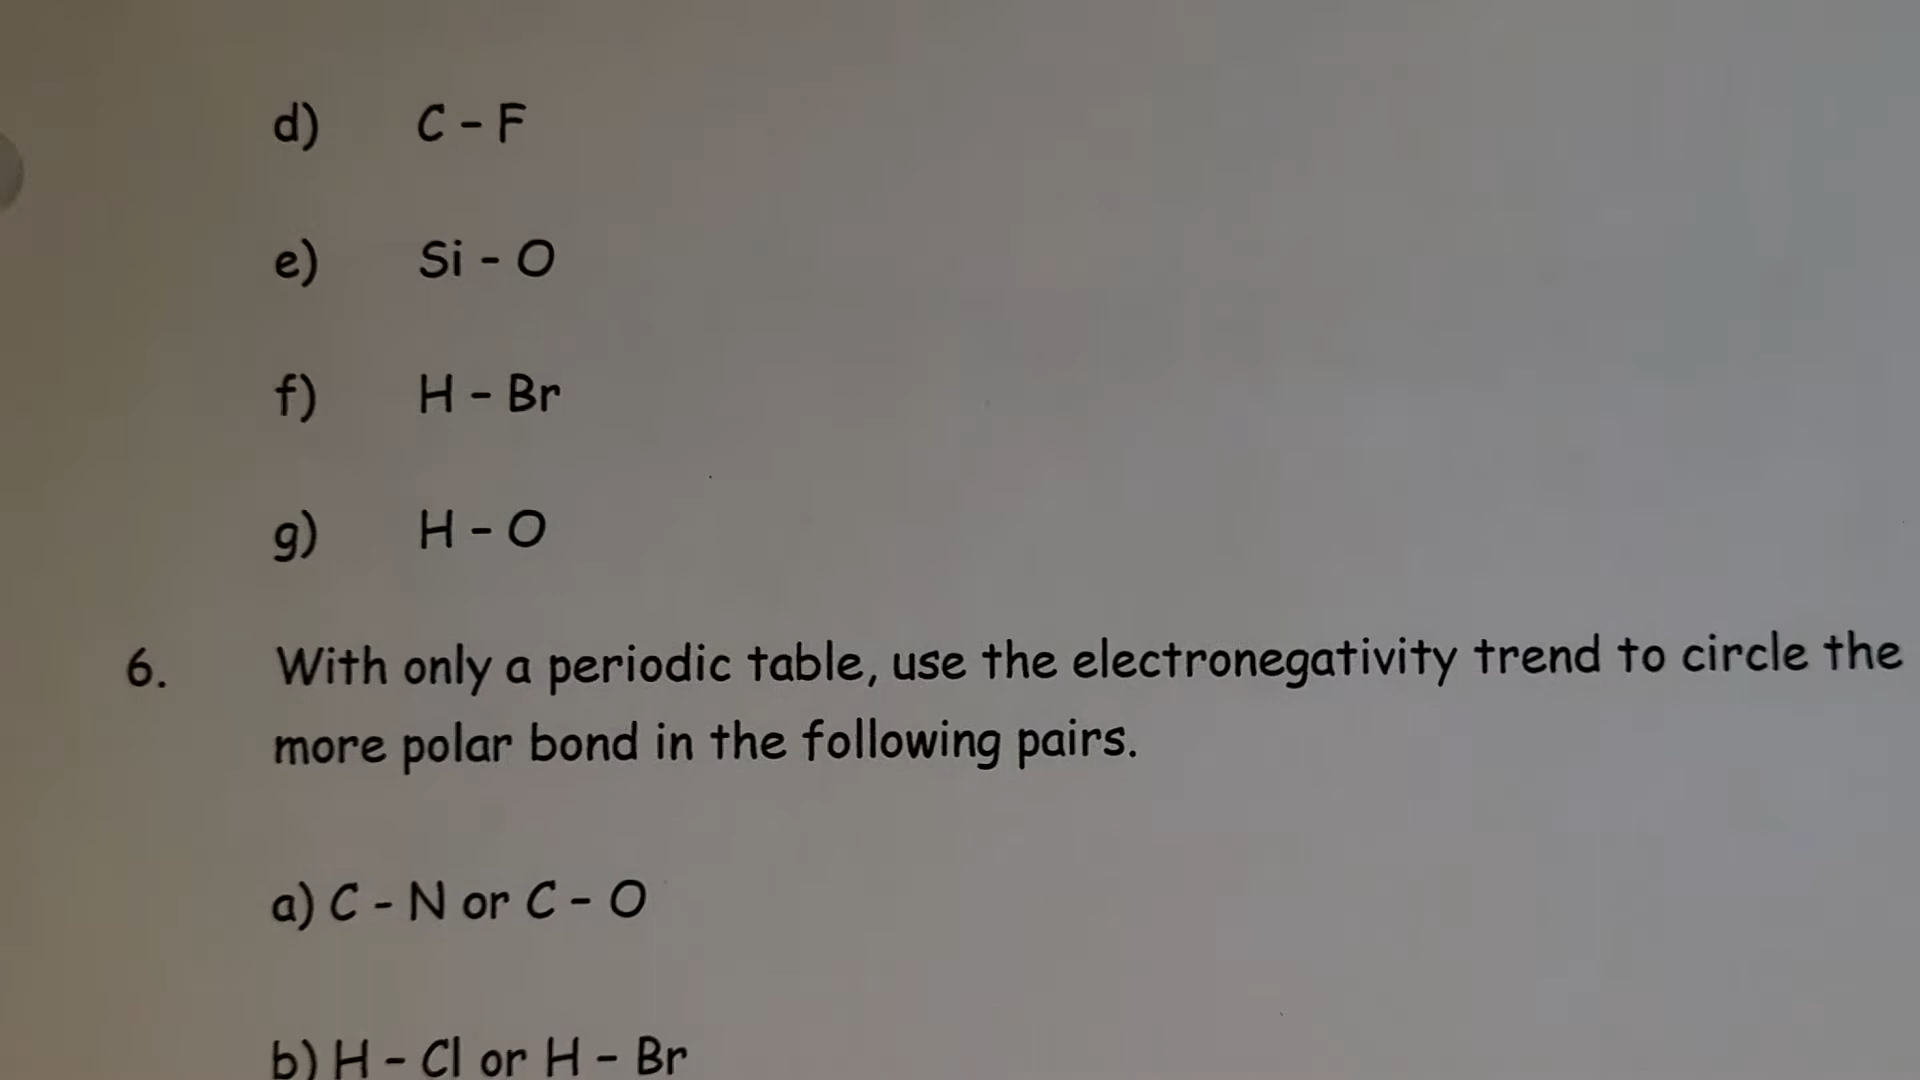 d) C - F
e) Si - O
f) H - Br
g) H - O
6. With only a periodic table, use the electronegativity trend to circle the
more polar bond in the following pairs.
a) C - N or C - O
b) H - Cl or H - Br